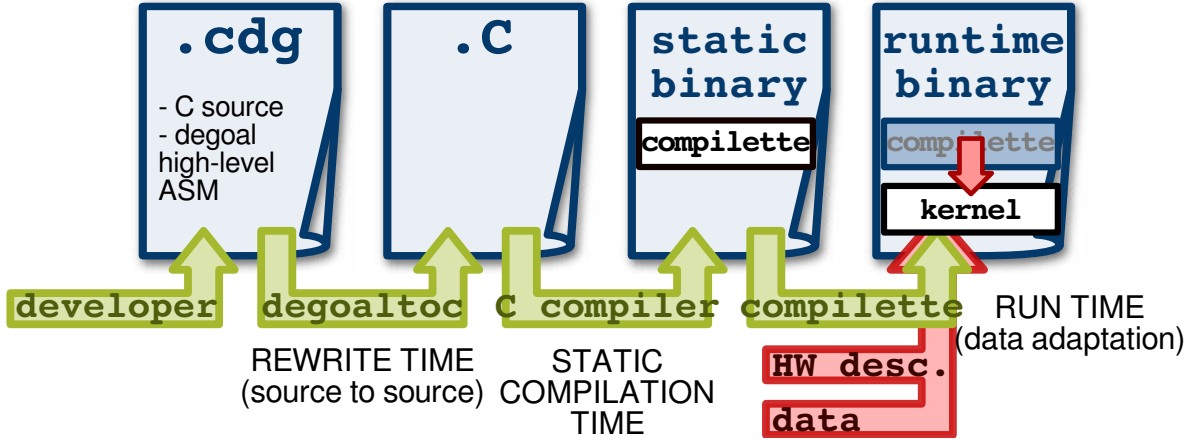 .cdg
- C source
- degoal
high-level
ASM
.C
static
binary
compilette
runtime
binary
compilette
kernel
developer
degoaltoc
C compiler
compilette
REWRITE TIME
(source to source)
STATIC
COMPILATION
TIME
RUN TIME
(data adaptation)
HW desc.
data